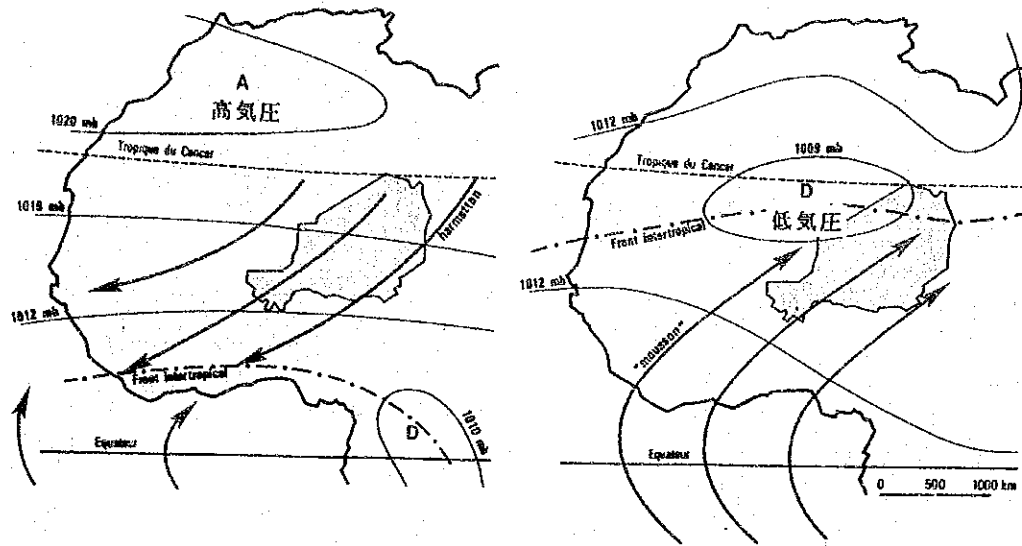 A
高気圧
1020 mb
Tropique du Cancer
1018 mb
harmattan
1012 mb
Front Intertropical
1010 mb
D
Equateur
1012 mb
1009 mb
Tropique du Cancer
D
低気圧
Front Intertropical
1012 mb
"mousson"
Equateur
0 500 1000 km